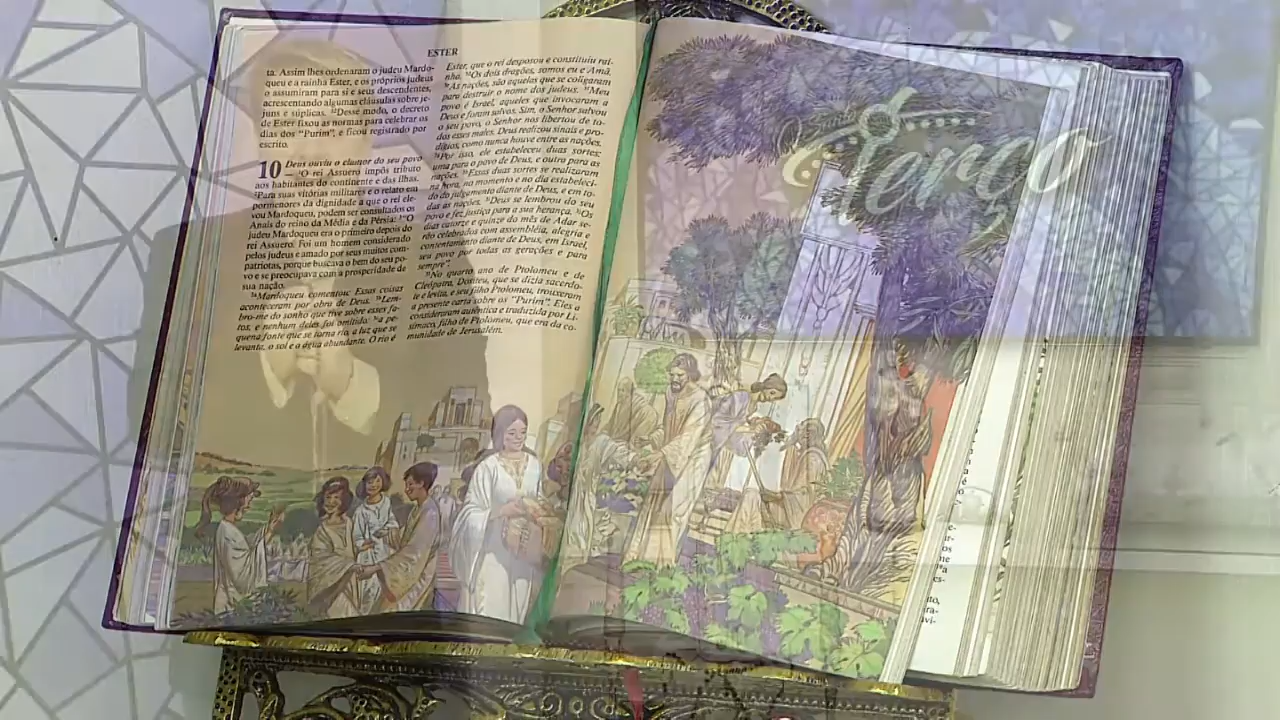 ESTER
ta. Assim lhes ordenaram o judeu Mardo-
queu e a rainha Ester, e os próprios judeus
o assumiram para si e seus descendentes,
acrescentando algumas cláusulas sobre je-
juns e súplicas. ³²Desse modo, o decreto
de Ester fixou as normas para celebrar os
dias dos “Purim”, e ficou registrado por
escrito.
10 Deus ouviu o clamor do seu povo
— ¹O rei Assuero impôs tributo
aos habitantes do continente e das ilhas.
²Para suas vitórias militares e o relato em
pormenores da dignidade a que o rei ele-
vou Mardoqueu, podem ser consultados os
Anais do reino da Média e da Pérsia: ³"O
judeu Mardoqueu era o primeiro depois do
rei Assuero. Foi um homem considerado
pelos judeus e amado por seus muitos com-
patriotas, porque buscava o bem do seu po-
vo e se preocupava com a prosperidade de
sua nação.
Mardoqueu comentou: Essas coisas
aconteceram por obra de Deus. Lem-
bro-me do sonho que tive sobre esses fa-
tos, e nenhum deles foi omitido: a pe-
quena fonte que se torna rio, a luz que se
levanta, o sol e a água abundante. O rio é
Ester, que o rei desposou e constituiu rai-
nha. Os dois dragões, somos eu e Amã.
As nações, são aquelas que se coligaram
para destruir o nome dos judeus. Meu
povo é Israel, aqueles que invocaram a
Deus e foram salvos. Sim, o Senhor salvou
o seu povo, o Senhor nos libertou de to-
dos esses males. Deus realizou sinais e pro-
dígios, como nunca houve entre as nações.
Por isso, ele estabeleceu duas sortes:
uma para o povo de Deus, e outra para as
nações. Essas duas sortes se realizaram
na hora, no momento e no dia estabeleci-
do do julgamento diante de Deus, e em to-
das as nações. Deus se lembrou do seu
povo e fez justiça para a sua herança. Os
dias catorze e quinze do mês de Adar se-
rão celebrados com assembléia, alegria e
contentamento diante de Deus, em Israel,
seu povo por todas as gerações e para
sempre".
No quarto ano de Ptolomeu e de
Cleópatra, Dositeu, que se dizia sacerdo-
te e levita, e seu filho Ptolomeu, trouxeram
a presente carta sobre os “Purim”. Eles a
consideram autêntica e traduzida por Li-
símaco, filho de Ptolomeu, que era da co-
munidade de Jerusalém.
Terço